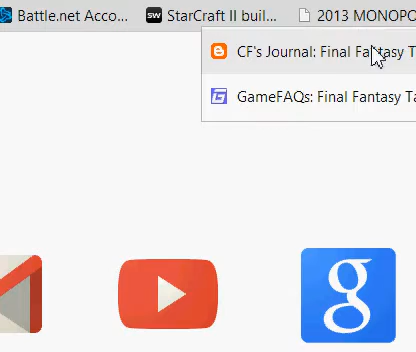 Battle.net Acco... StarCraft II buil... 2013 MONOPO
CF's Journal: Final Fantasy T
GameFAQs: Final Fantasy Ta
g